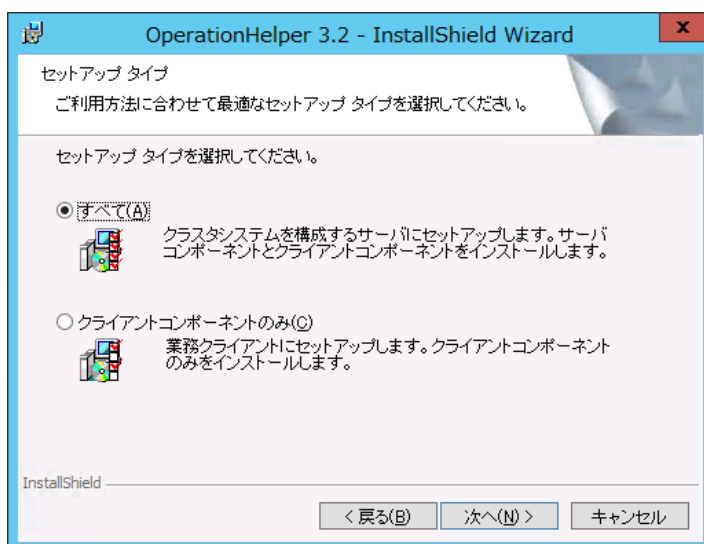 OperationHelper 3.2 - InstallShield Wizard
x
セットアップ タイプ
ご利用方法に合わせて最適なセットアップ タイプを選択してください。
セットアップ タイプを選択してください。
すべて(A)
クラスタシステムを構成するサーバにセットアップします。サーバ
コンポーネントとクライアントコンポーネントをインストールします。
クライアントコンポーネントのみ(C)
業務クライアントにセットアップします。クライアントコンポーネント
のみをインストールします。
InstallShield
< 戻る(B)
次へ(N) >
キャンセル